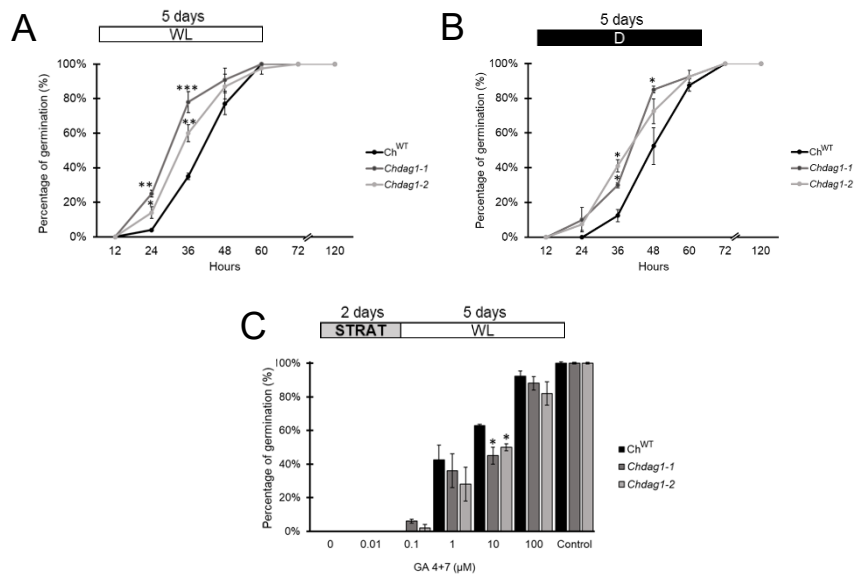 A
5 days
WL
Percentage of germination (%)
100%
80%
60%
40%
20%
0%
***
**
**
*
12 24 36 48 60 72 120
Hours
Ch^WT
Chdag1-1
Chdag1-2
B
5 days
D
Percentage of germination (%)
100%
80%
60%
40%
20%
0%
*
*
*
12 24 36 48 60 72 120
Hours
Ch^WT
Chdag1-1
Chdag1-2
C
2 days 5 days
STRAT WL
Percentage of germination (%)
100%
80%
60%
40%
20%
0%
* *
0 0.01 0.1 1 10 100 Control
GA 4+7 (µM)
Ch^WT
Chdag1-1
Chdag1-2